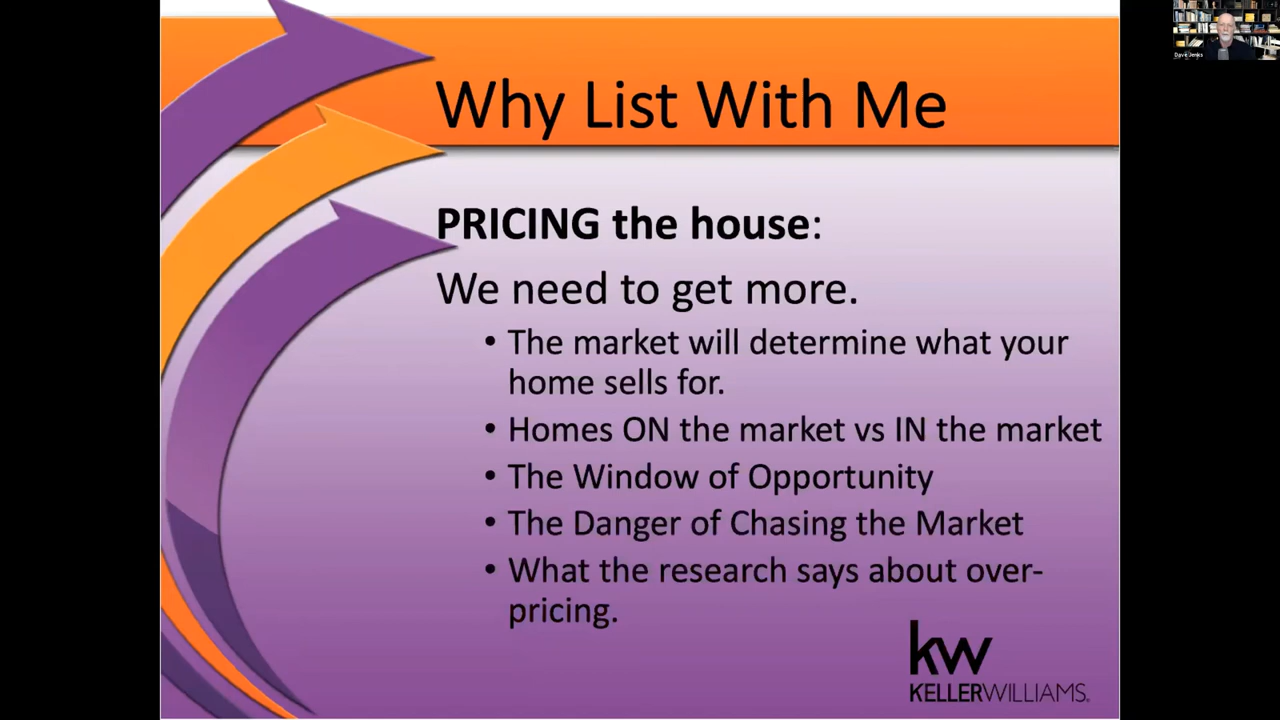 Why List With Me
Dave Jenks
PRICING the house:
We need to get more.
• The market will determine what your
home sells for.
• Homes ON the market vs IN the market
• The Window of Opportunity
• The Danger of Chasing the Market
• What the research says about over-
pricing.
kw
KELLERWILLIAMS.